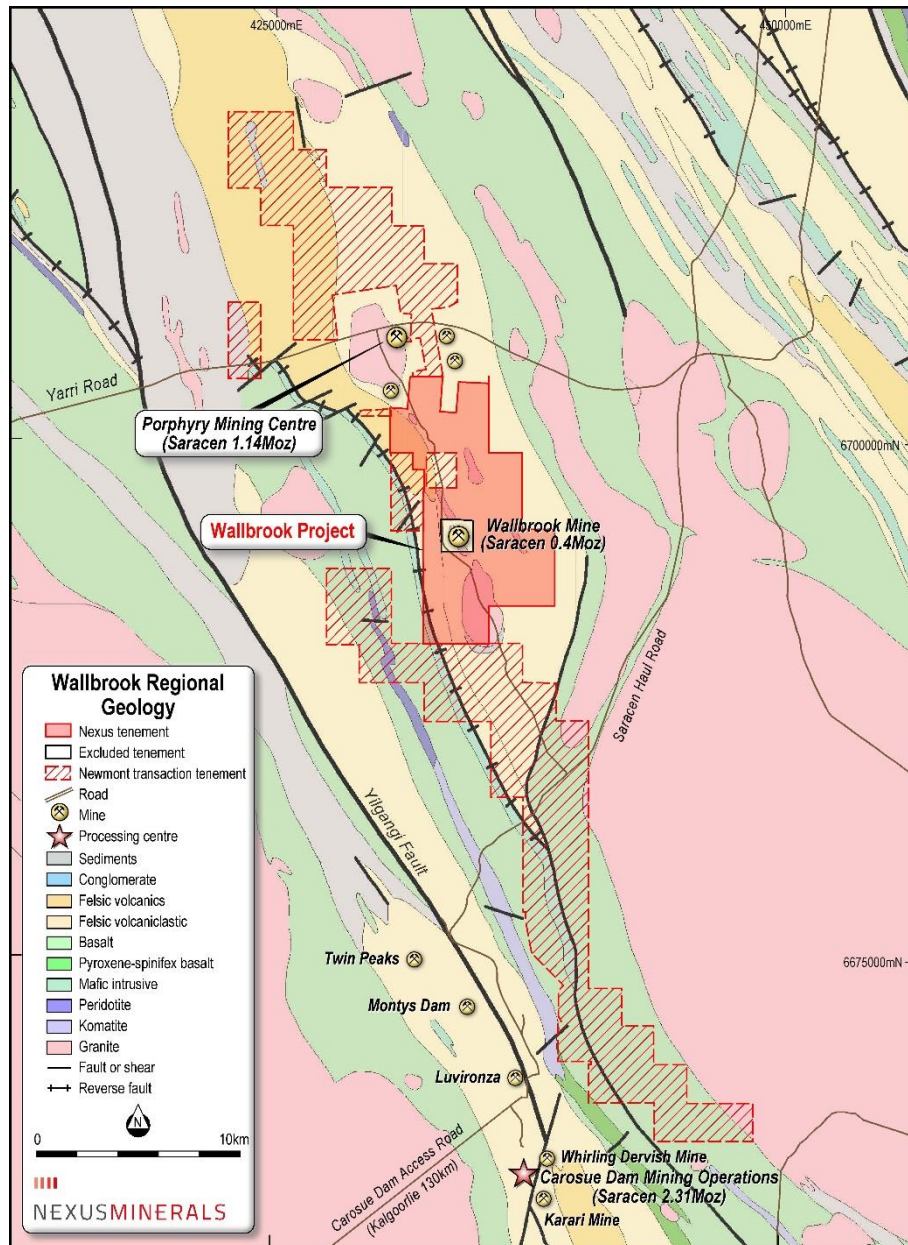 425000mE
450000mE
Yarri Road
Porphyry Mining Centre
(Saracen 1.14Moz)
6700000mN
Wallbrook Project
Wallbrook Mine
(Saracen 0.4Moz)
Saracen Haul Road
Yilgangi Fault
Twin Peaks
6675000mN
Montys Dam
Luvironza
Carosue Dam Access Road
(Kalgoorlie 130km)
Whirling Dervish Mine
Carosue Dam Mining Operations
(Saracen 2.31Moz)
Karari Mine
Wallbrook Regional
Geology
Nexus tenement
Excluded tenement
Newmont transaction tenement
Road
Mine
Processing centre
Sediments
Conglomerate
Felsic volcanics
Felsic volcaniclastic
Basalt
Pyroxene-spinifex basalt
Mafic intrusive
Peridotite
Komatite
Granite
Fault or shear
Reverse fault
N
0 10km
NEXUSMINERALS